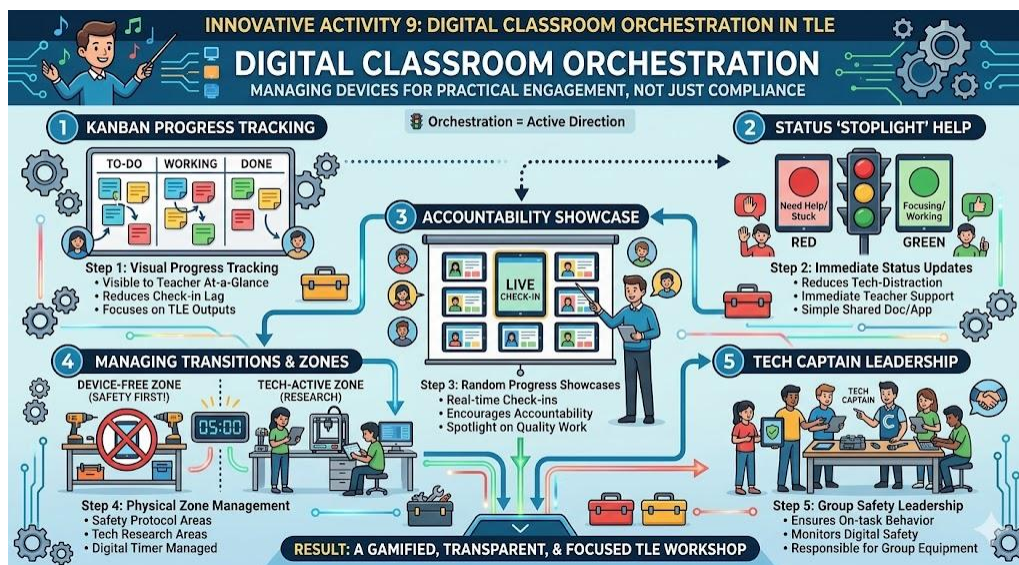 INNOVATIVE ACTIVITY 9: DIGITAL CLASSROOM ORCHESTRATION IN TLE
DIGITAL CLASSROOM ORCHESTRATION
MANAGING DEVICES FOR PRACTICAL ENGAGEMENT, NOT JUST COMPLIANCE
Orchestration = Active Direction
1 KANBAN PROGRESS TRACKING
TO-DO
WORKING
DONE
Step 1: Visual Progress Tracking
• Visible to Teacher At-a-Glance
• Reduces Check-in Lag
• Focuses on TLE Outputs
2 STATUS ‘STOPLIGHT’ HELP
Need Help/
Stuck
RED
Focusing/
Working
GREEN
Step 2: Immediate Status Updates
• Reduces Tech-Distraction
• Immediate Teacher Support
• Simple Shared Doc/App
3 ACCOUNTABILITY SHOWCASE
LIVE
CHECK-IN
Step 3: Random Progress Showcases
• Real-time Check-ins
• Encourages Accountability
• Spotlight on Quality Work
4 MANAGING TRANSITIONS & ZONES
DEVICE-FREE ZONE
(SAFETY FIRST!)
05:00
TECH-ACTIVE ZONE
(RESEARCH)
Step 4: Physical Zone Management
• Safety Protocol Areas
• Tech Research Areas
• Digital Timer Managed
5 TECH CAPTAIN LEADERSHIP
TECH
CAPTAIN
C
Step 5: Group Safety Leadership
• Ensures On-task Behavior
• Monitors Digital Safety
• Responsible for Group Equipment
RESULT: A GAMIFIED, TRANSPARENT, & FOCUSED TLE WORKSHOP